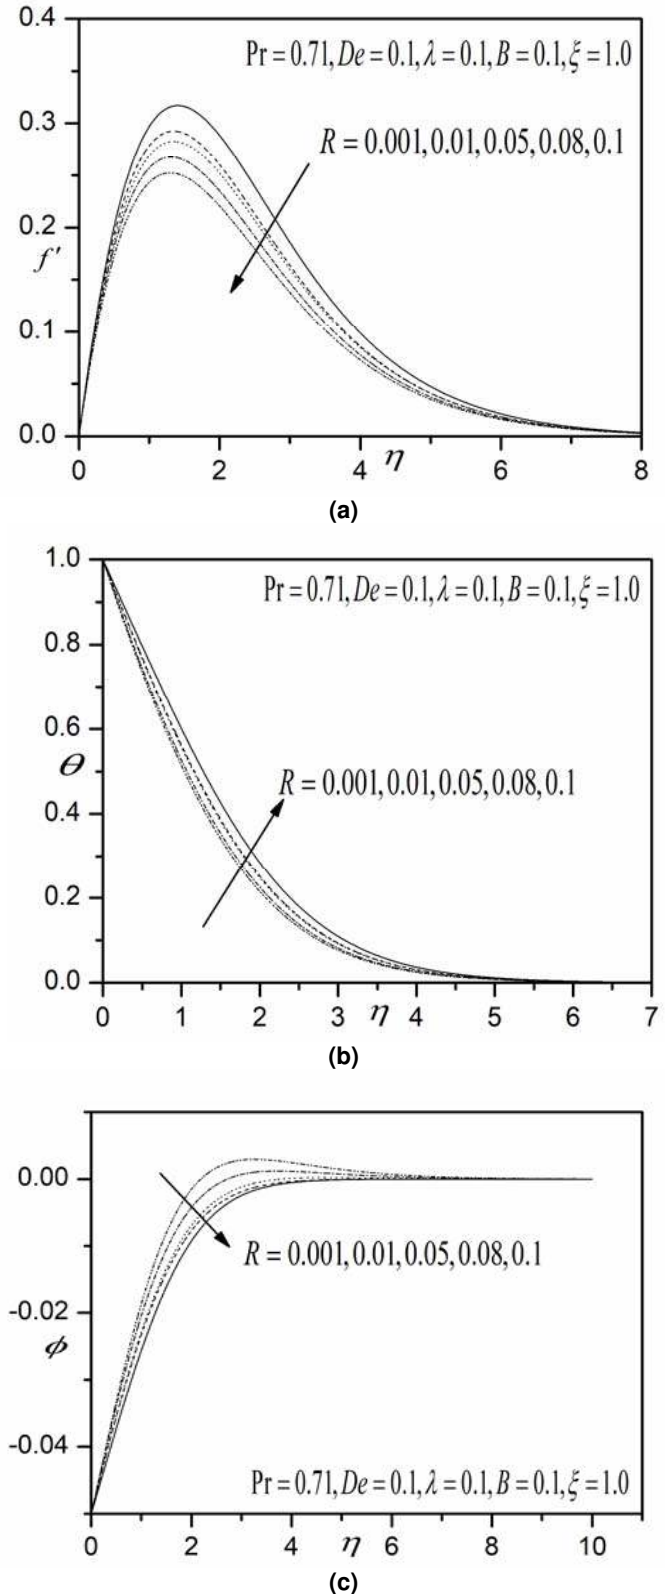 0.4
Pr = 0.71, De = 0.1, λ = 0.1, B = 0.1, ξ = 1.0
0.3
R = 0.001, 0.01, 0.05, 0.08, 0.1
f'
0.2
0.1
0.0
0 2 4 η 6 8
(a)
1.0
Pr = 0.71, De = 0.1, λ = 0.1, B = 0.1, ξ = 1.0
0.8
0.6
θ
R = 0.001, 0.01, 0.05, 0.08, 0.1
0.4
0.2
0.0
0 1 2 3 η 4 5 6 7
(b)
0.00
R = 0.001, 0.01, 0.05, 0.08, 0.1
-0.02
ϕ
-0.04
Pr = 0.71, De = 0.1, λ = 0.1, B = 0.1, ξ = 1.0
0 2 4 η 6 8 10
(c)